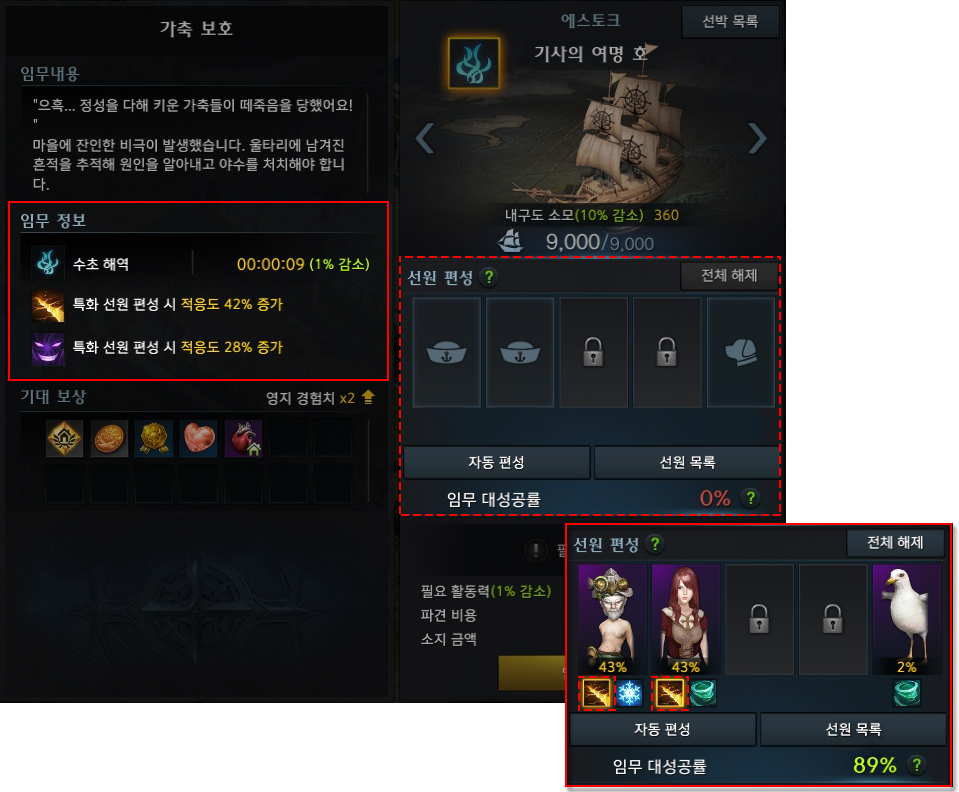 가축 보호
임무내용
"으흑... 정성을 다해 키운 가축들이 떼죽음을 당했어요!
"
마을에 잔인한 비극이 발생했습니다. 울타리에 남겨진
흔적을 추적해 원인을 알아내고 야수를 처치해야 합니
다.
임무 정보
수초 해역 00:00:09 (1% 감소)
특화 선원 편성 시 적응도 42% 증가
특화 선원 편성 시 적응도 28% 증가
기대 보상 영지 경험치 x2
에스토크 선박 목록
기사의 여명 호
내구도 소모(10% 감소) 360
9,000/9,000
선원 편성 ? 전체 해제
자동 편성 선원 목록
임무 대성공률 0% ?
필요 활동력(1% 감소)
파견 비용
소지 금액
선원 편성 ? 전체 해제
43% 43% 2%
자동 편성 선원 목록
임무 대성공률 89% ?